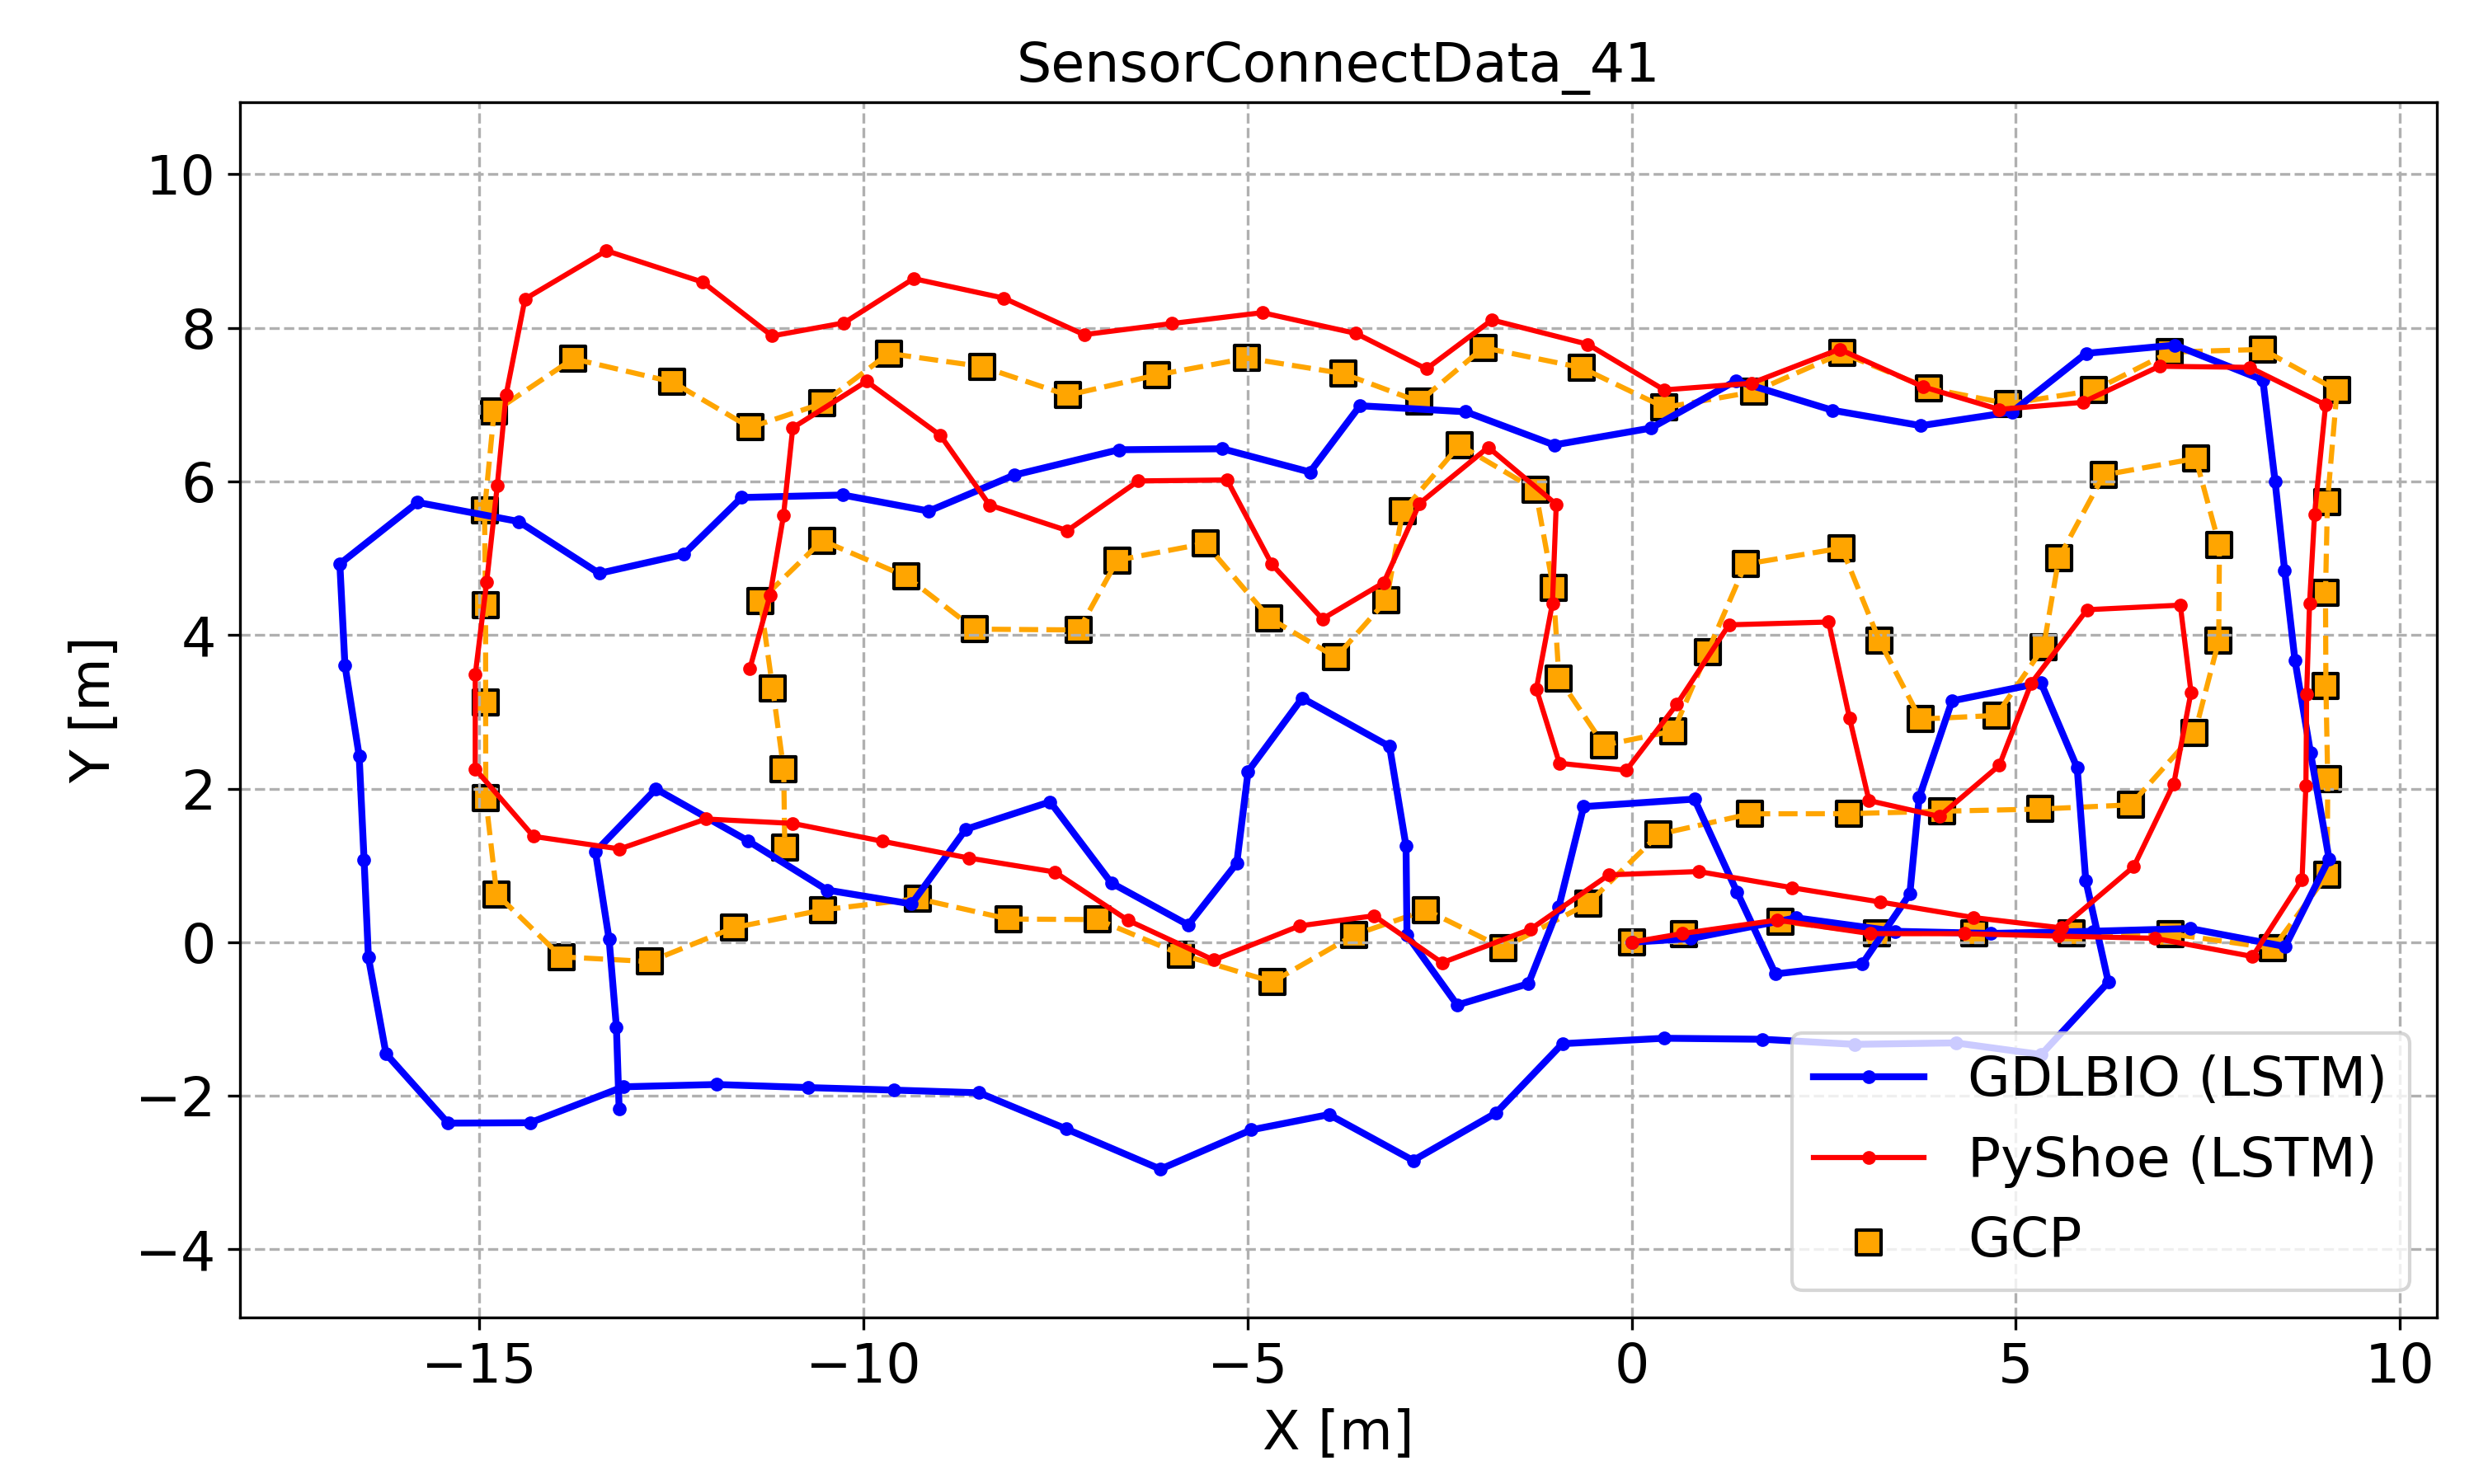 SensorConnectData_41
10
8
6
4
2
0
−2
−4
Y [m]
−15 −10 −5 0 5 10
X [m]
GDLBIO (LSTM)
PyShoe (LSTM)
GCP